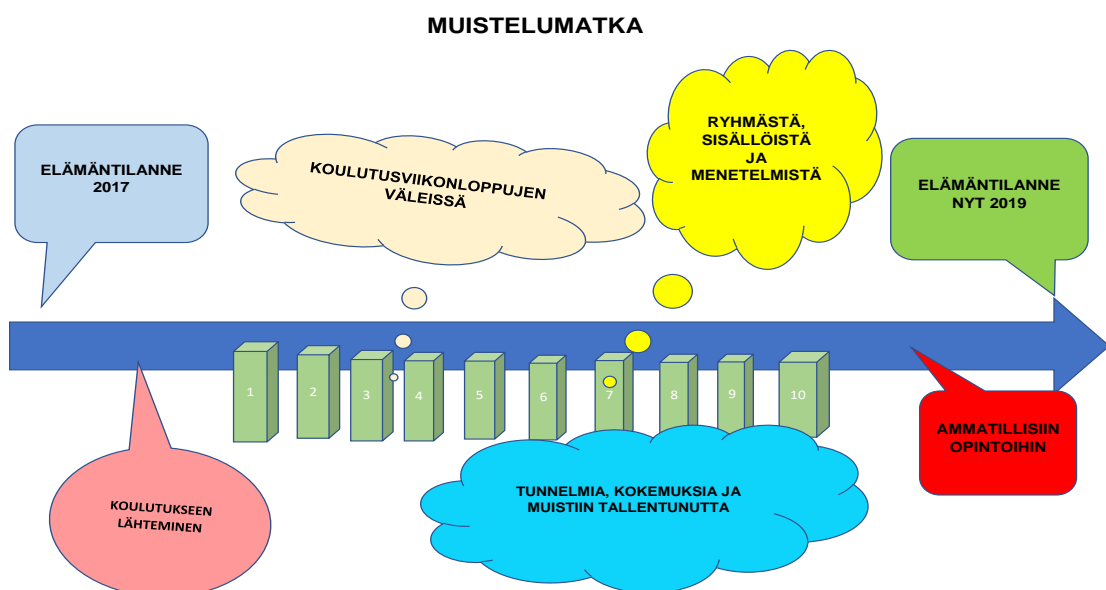 MUISTELUMATKA
ELÄMÄNTILANNE
2017
KOULUTUSVIIKONLOPPUJEN
VÄLEISSÄ
RYHMÄSTÄ,
SISÄLLÖISTÄ
JA
MENETELMISTÄ
ELÄMÄNTILANNE
NYT 2019
1
2
3
4
5
6
7
8
9
10
KOULUTUKSEEN
LÄHTEMINEN
TUNNELMIA, KOKEMUKSIA JA
MUISTIIN TALLENTUNUTTA
AMMATILLISIIN
OPINTOIHIN